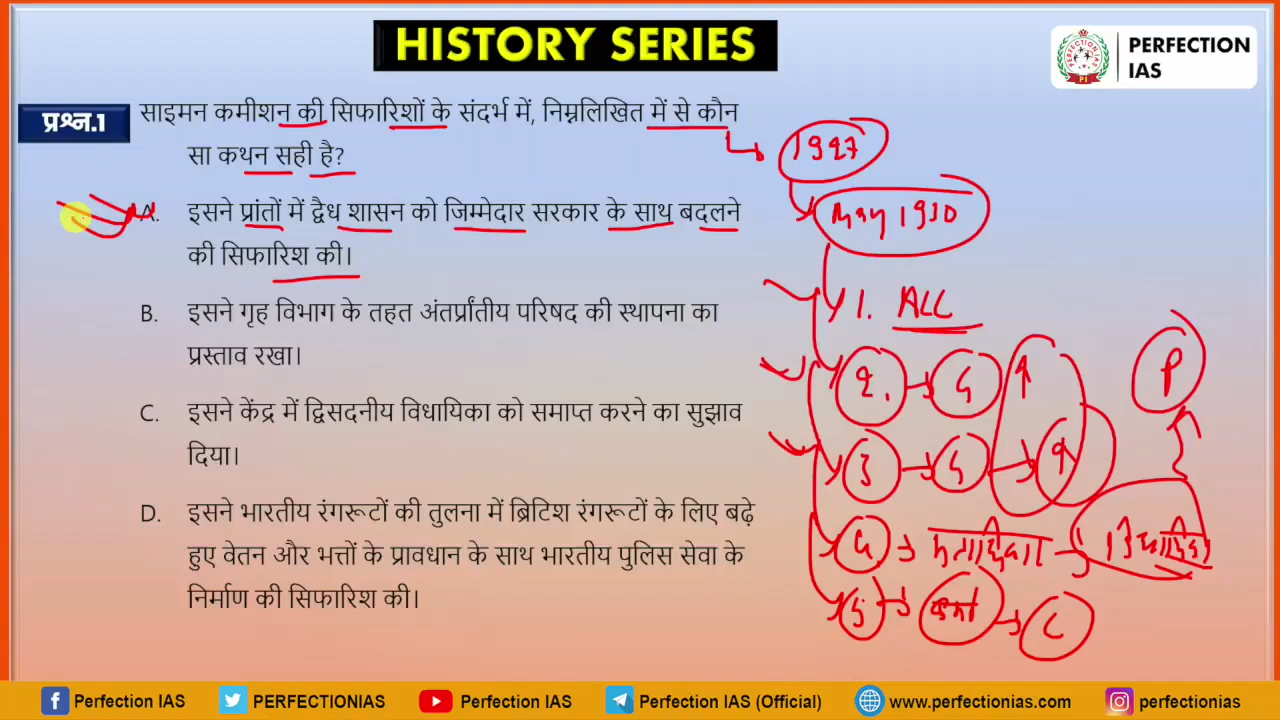 HISTORY SERIES
PERFECTION
IAS
प्रश्न.1
साइमन कमीशन की सिफारिशों के संदर्भ में, निम्नलिखित में से कौन
सा कथन सही है?
A. इसने प्रांतों में द्वैध शासन को जिम्मेदार सरकार के साथ बदलने
की सिफारिश की।
B. इसने गृह विभाग के तहत अंतर्प्रांतीय परिषद की स्थापना का
प्रस्ताव रखा।
C. इसने केंद्र में द्विसदनीय विधायिका को समाप्त करने का सुझाव
दिया।
D. इसने भारतीय रंगरूटों की तुलना में ब्रिटिश रंगरूटों के लिए बढ़े
हुए वेतन और भत्तों के प्रावधान के साथ भारतीय पुलिस सेवा के
निर्माण की सिफारिश की।
1927
May 1930
1. ALL
2.
3
P
Perfection IAS
PERFECTIONIAS
Perfection IAS
Perfection IAS (Official)
www.perfectionias.com
perfectionias